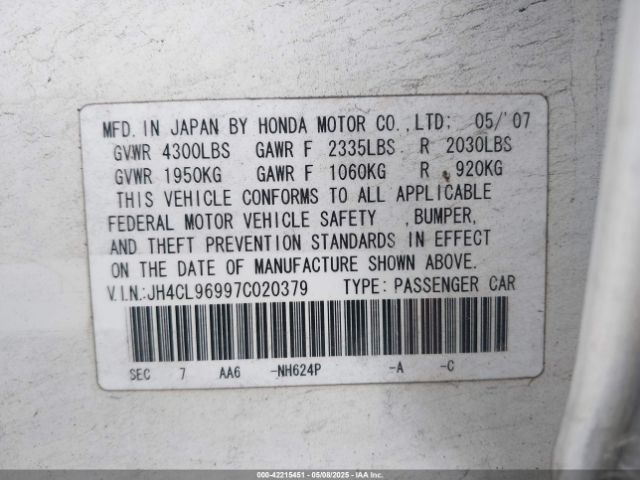 MFD. IN JAPAN BY HONDA MOTOR CO.,LTD: 05/'07
GVWR 4300LBS GAWR F 2335LBS R 2030LBS
GVWR 1950KG GAWR F 1060KG R 920KG
THIS VEHICLE CONFORMS TO ALL APPLICABLE
FEDERAL MOTOR VEHICLE SAFETY ,BUMPER,
AND THEFT PREVENTION STANDARDS IN EFFECT
ON THE DATE OF MANUFACTURE SHOWN ABOVE.
V.I.N.:JH4CL96997C020379 TYPE: PASSENGER CAR
SEC 7 AA6 -NH624P -A -C
000-42215451 - 05/08/2025 - IAA Inc.